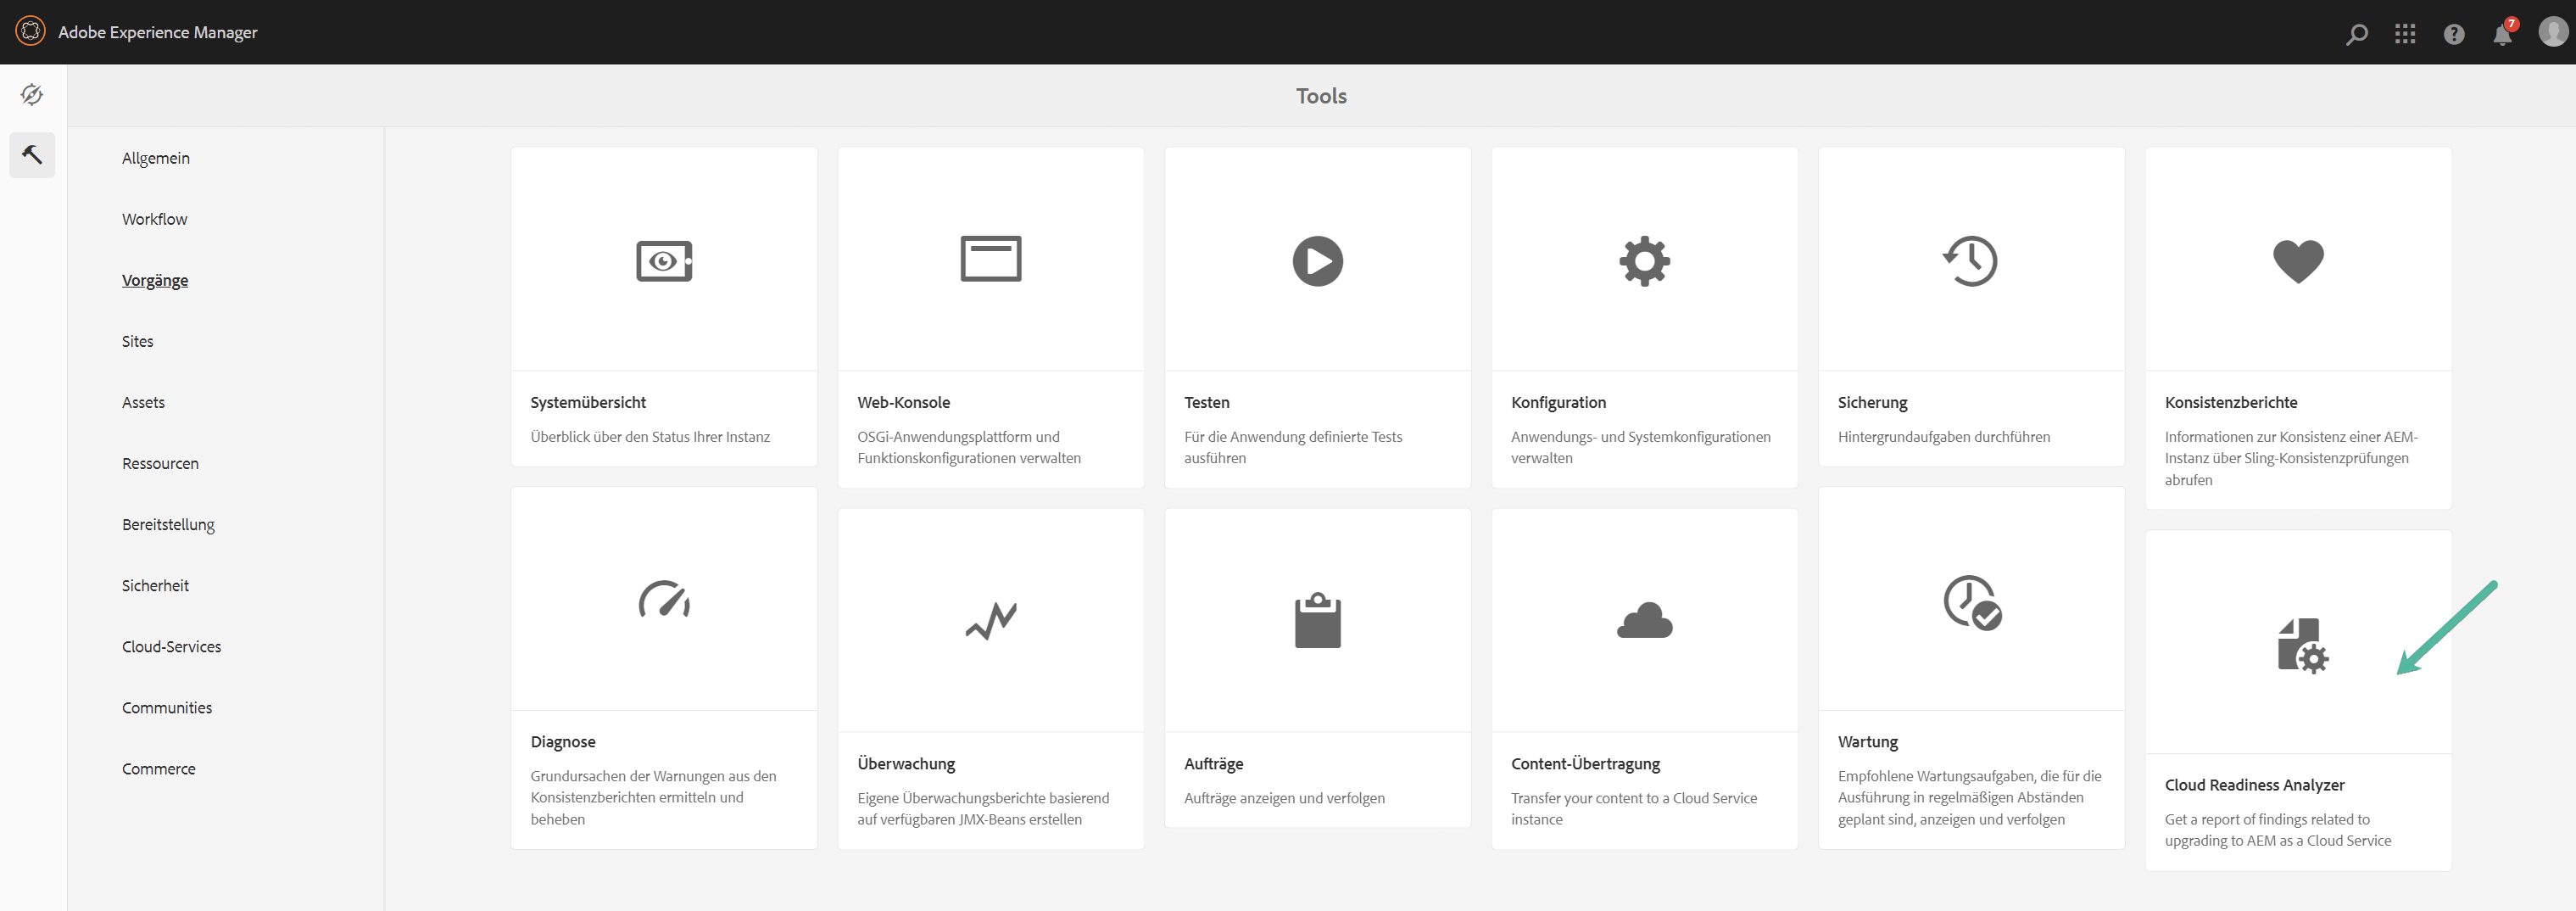 Adobe Experience Manager
7
Tools
Allgemein
Workflow
Vorgänge
Sites
Assets
Ressourcen
Bereitstellung
Sicherheit
Cloud-Services
Communities
Commerce
Systemübersicht
Überblick über den Status Ihrer Instanz
Web-Konsole
OSGi-Anwendungsplattform und
Funktionskonfigurationen verwalten
Testen
Für die Anwendung definierte Tests
ausführen
Konfiguration
Anwendungs- und Systemkonfigurationen
verwalten
Sicherung
Hintergrundaufgaben durchführen
Konsistenzberichte
Informationen zur Konsistenz einer AEM-
Instanz über Sling-Konsistenzprüfungen
abrufen
Diagnose
Grundursachen der Warnungen aus den
Konsistenzberichten ermitteln und
beheben
Überwachung
Eigene Überwachungsberichte basierend
auf verfügbaren JMX-Beans erstellen
Aufträge
Aufträge anzeigen und verfolgen
Content-Übertragung
Transfer your content to a Cloud Service
instance
Wartung
Empfohlene Wartungsaufgaben, die für die
Ausführung in regelmäßigen Abständen
geplant sind, anzeigen und verfolgen
Cloud Readiness Analyzer
Get a report of findings related to
upgrading to AEM as a Cloud Service